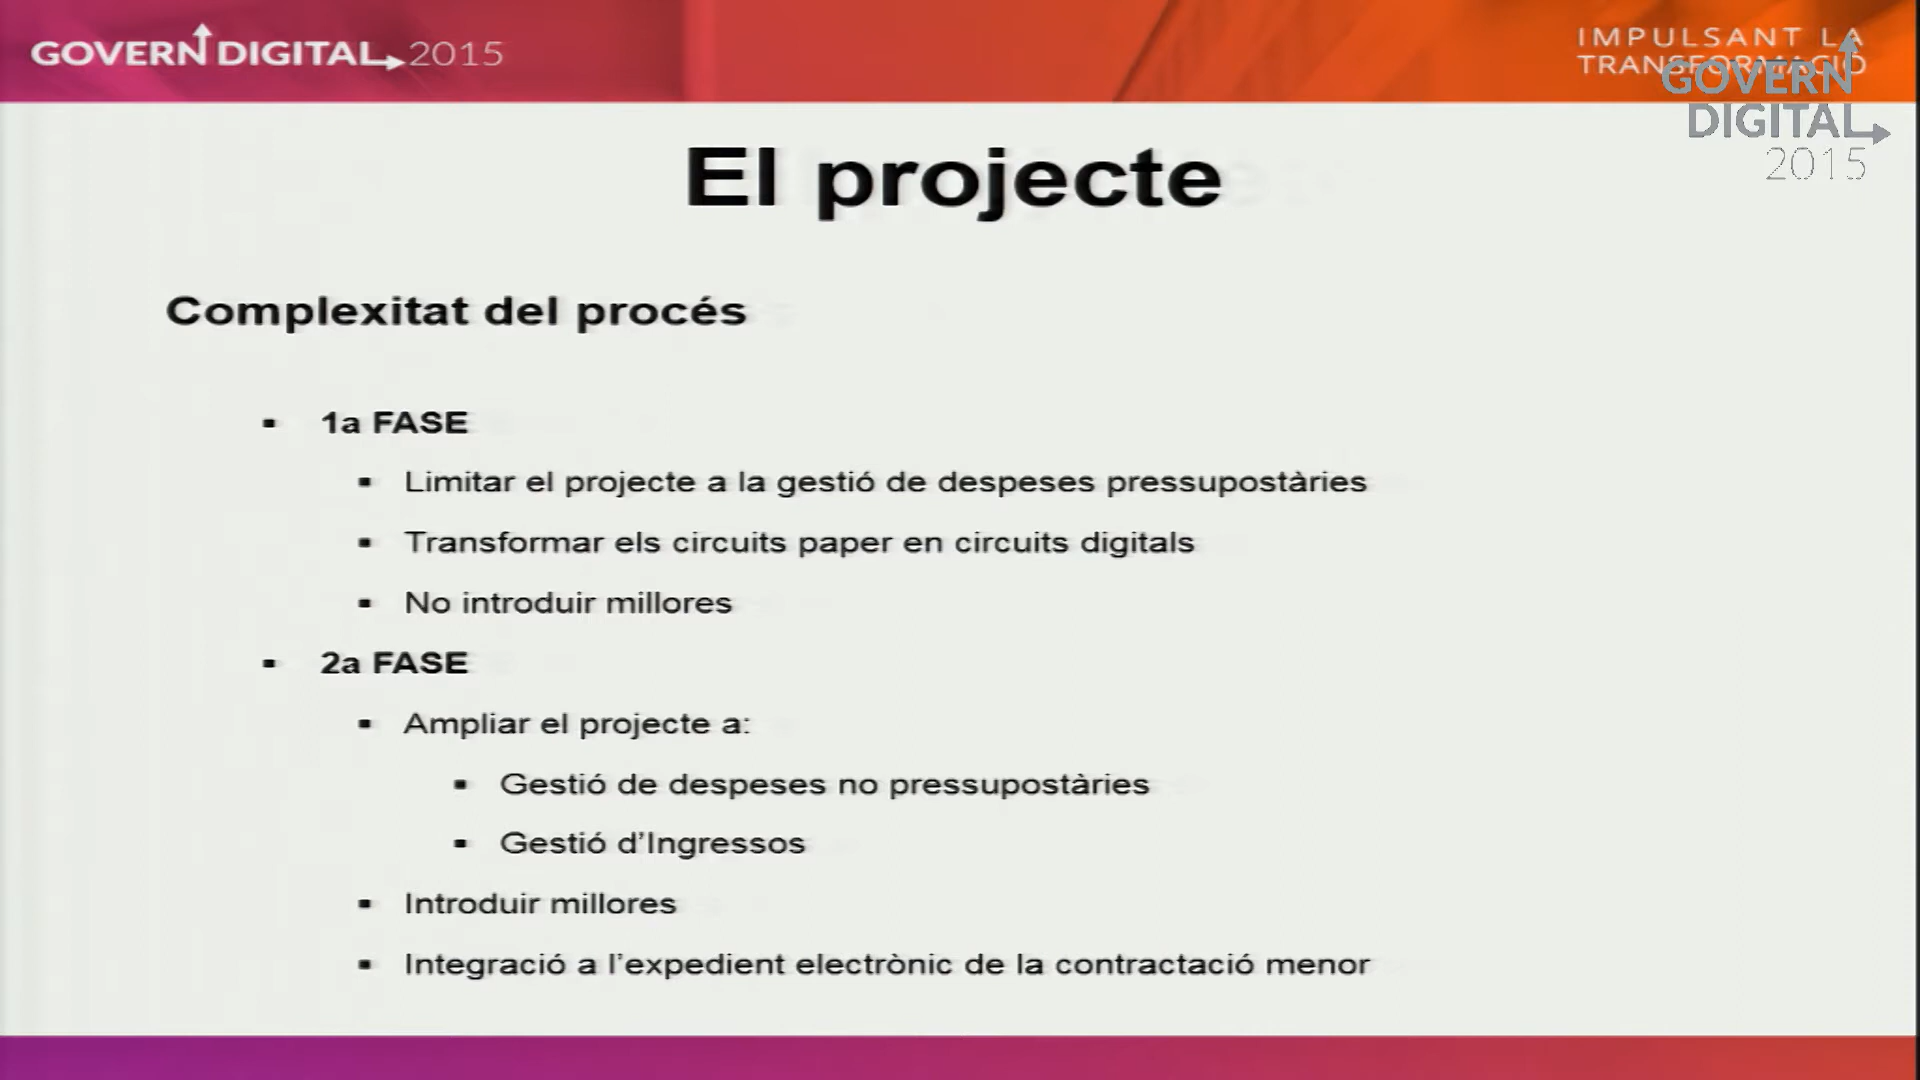 GOVERN DIGITAL 2015
IMPULSANT LA
TRANSFORMACIÓ
GOVERN
DIGITAL
2015
El projecte
Complexitat del procés
▪ 1a FASE
▪ Limitar el projecte a la gestió de despeses pressupostàries
▪ Transformar els circuits paper en circuits digitals
▪ No introduir millores
▪ 2a FASE
▪ Ampliar el projecte a:
▪ Gestió de despeses no pressupostàries
▪ Gestió d'Ingressos
▪ Introduir millores
▪ Integració a l'expedient electrònic de la contractació menor